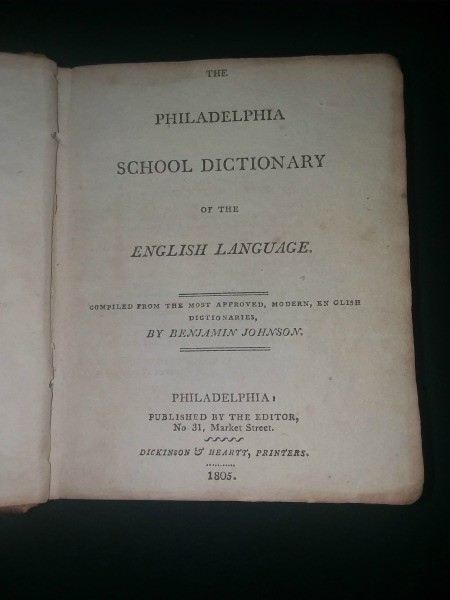 THE
PHILADELPHIA
SCHOOL DICTIONARY
OF THE
ENGLISH LANGUAGE.
COMPILED FROM THE MOST APPROVED, MODERN, EN GLISH
DICTIONARIES,
BY BENJAMIN JOHNSON.
PHILADELPHIA:
PUBLISHED BY THE EDITOR,
No 31, Market Street.
DICKINSON & HEARTT, PRINTERS.
1805.